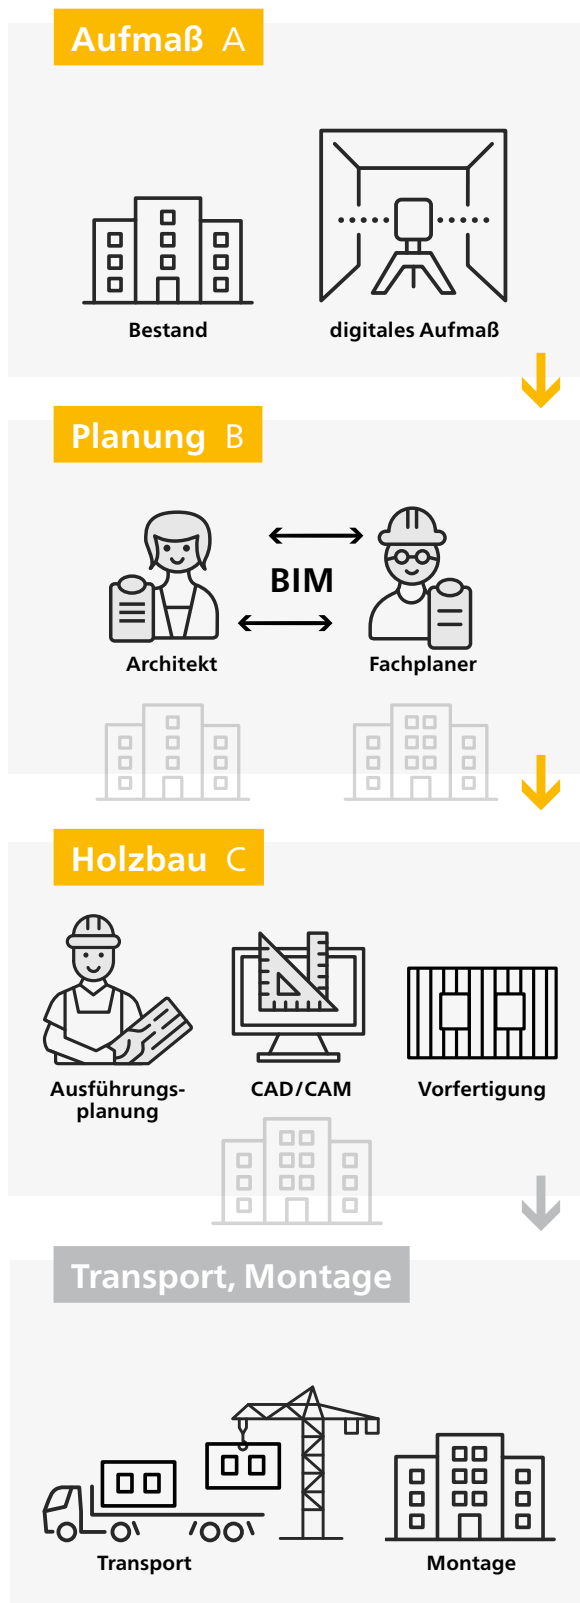 Aufmaß A
Bestand
digitales Aufmaß
Planung B
BIM
Architekt
Fachplaner
Holzbau C
Ausführungs-
planung
CAD/CAM
Vorfertigung
Transport, Montage
Transport
Montage